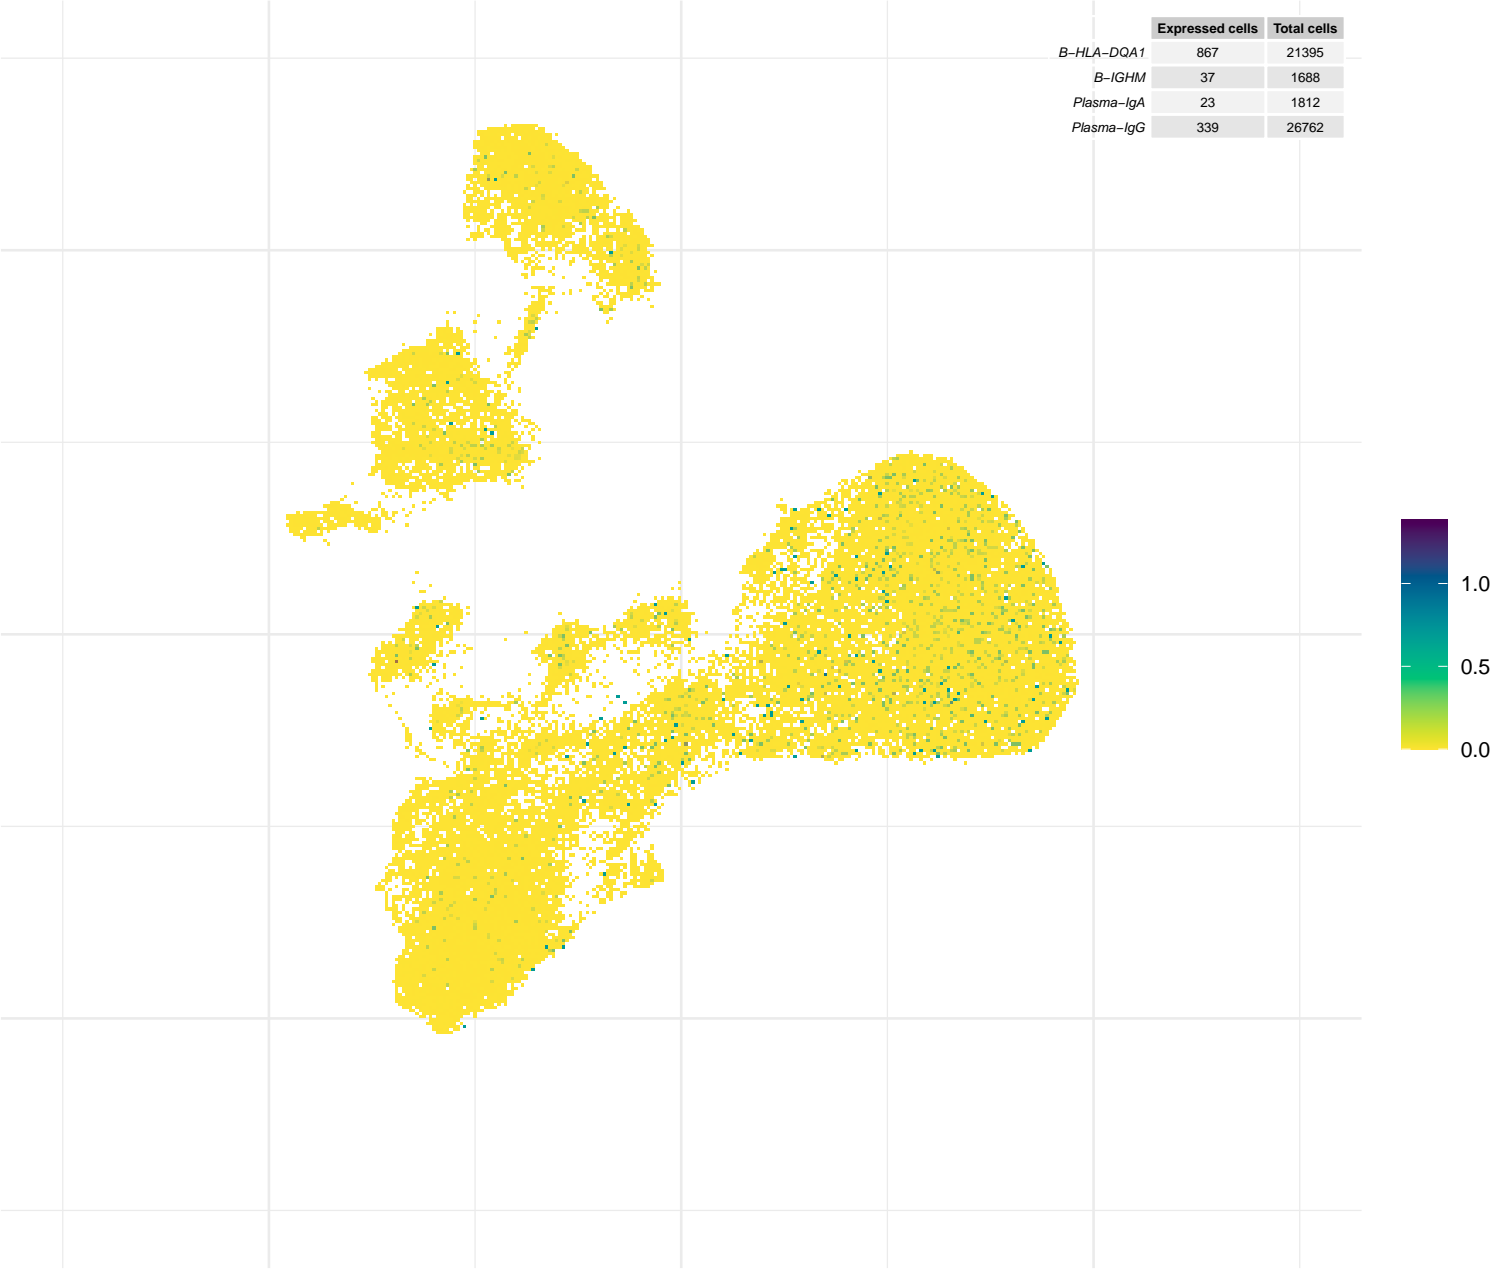 Expressed cells Total cells
B−HLA−DQA1 867 21395
B−IGHM 37 1688
Plasma−IgA 23 1812
Plasma−IgG 339 26762
1.0
0.5
0.0